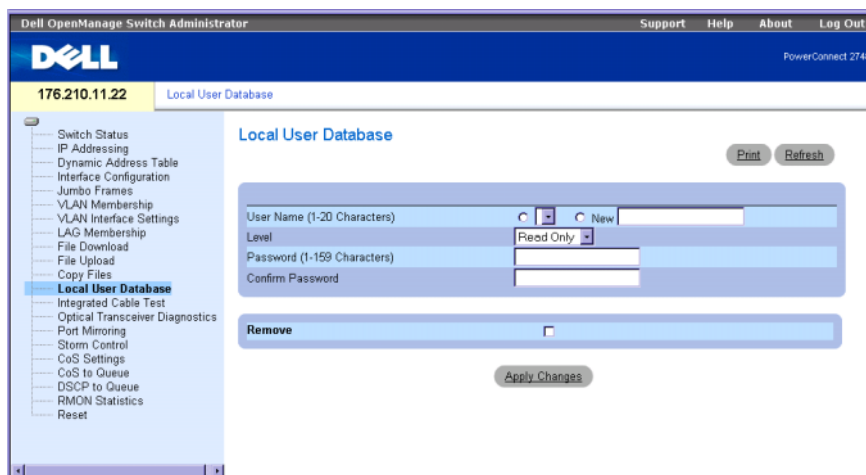 Dell OpenManage Switch Administrator Support Help About Log Out
DELL
PowerConnect 274
176.210.11.22 Local User Database
Switch Status
IP Addressing
Dynamic Address Table
Interface Configuration
Jumbo Frames
VLAN Membership
VLAN Interface Settings
LAG Membership
File Download
File Upload
Copy Files
Local User Database
Integrated Cable Test
Optical Transceiver Diagnostics
Port Mirroring
Storm Control
CoS Settings
CoS to Queue
DSCP to Queue
RMON Statistics
Reset
Local User Database
Print Refresh
User Name (1-20 Characters) New
Level Read Only
Password (1-159 Characters)
Confirm Password
Remove
Apply Changes